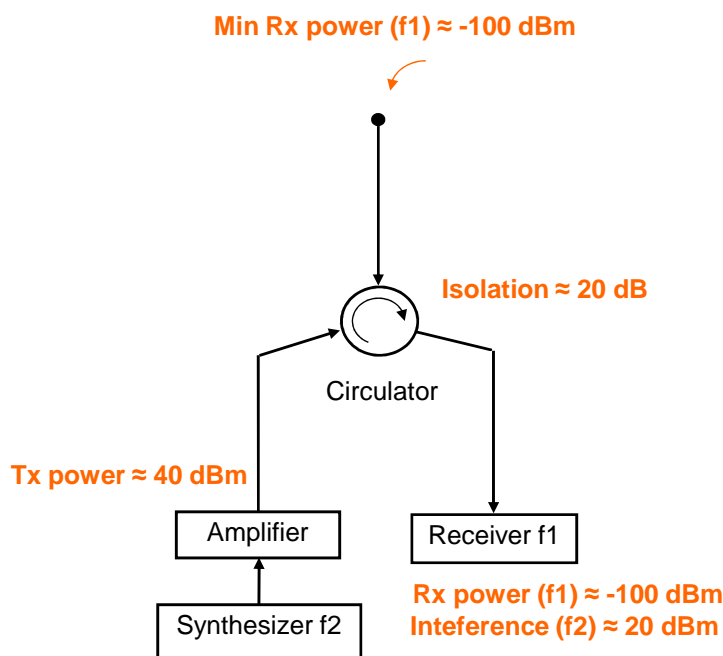 Min Rx power (f1) ≈ -100 dBm
Isolation ≈ 20 dB
Circulator
Tx power ≈ 40 dBm
Amplifier
Receiver f1
Synthesizer f2
Rx power (f1) ≈ -100 dBm
Inteference (f2) ≈ 20 dBm